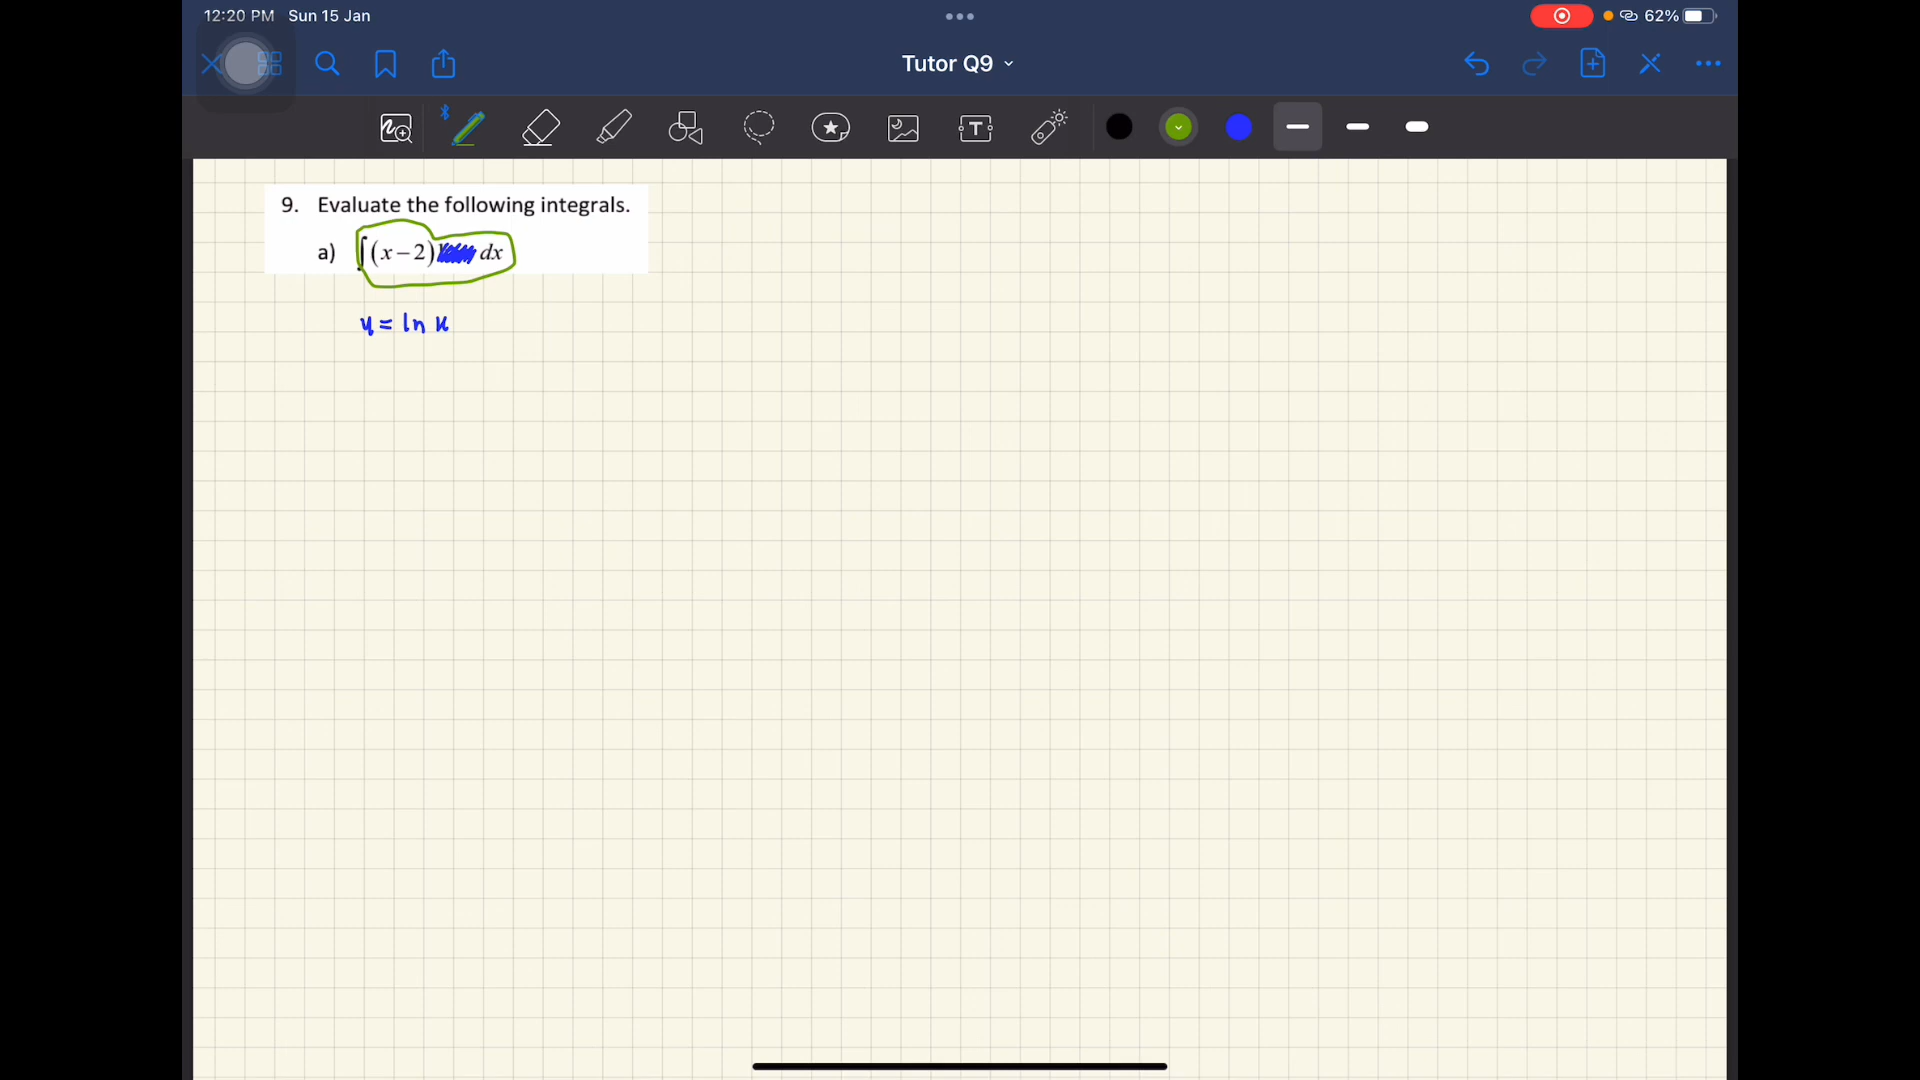 12:20 PM Sun 15 Jan
62%
Tutor Q9
T
9. Evaluate the following integrals.
a) ∫(x−2) dx
u = ln x